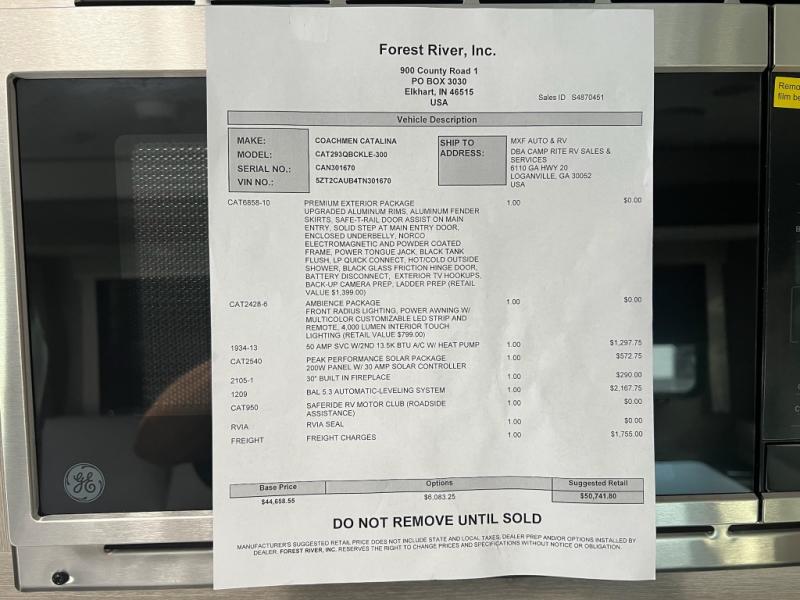 Forest River, Inc.
900 County Road 1
PO BOX 3030
Elkhart, IN 46515
USA
Sales ID S4870451
Vehicle Description
MAKE: COACHMEN CATALINA
MODEL: CAT293QBCKLE-300
SERIAL NO.: CAN301670
VIN NO.: 5ZT2CAUB4TN301670
SHIP TO
ADDRESS:
MXF AUTO & RV
DBA CAMP RITE RV SALES &
SERVICES
6110 GA HWY 20
LOGANVILLE, GA 30052
USA
CAT6858-10 PREMIUM EXTERIOR PACKAGE 1.00 $0.00
UPGRADED ALUMINUM RIMS, ALUMINUM FENDER
SKIRTS, SAFE-T-RAIL DOOR ASSIST ON MAIN
ENTRY, SOLID STEP AT MAIN ENTRY DOOR,
ENCLOSED UNDERBELLY, NORCO
ELECTROMAGNETIC AND POWDER COATED
FRAME, POWER TONGUE JACK, BLACK TANK
FLUSH, LP QUICK CONNECT, HOT/COLD OUTSIDE
SHOWER, BLACK GLASS FRICTION HINGE DOOR,
BATTERY DISCONNECT, EXTERIOR TV HOOKUPS,
BACK-UP CAMERA PREP, LADDER PREP (RETAIL
VALUE $1,399.00)
CAT2428-6 AMBIENCE PACKAGE 1.00 $0.00
FRONT RADIUS LIGHTING, POWER AWNING W/
MULTICOLOR CUSTOMIZABLE LED STRIP AND
REMOTE, 4,000 LUMEN INTERIOR TOUCH
LIGHTING (RETAIL VALUE $799.00)
1934-13 50 AMP SVC W/2ND 13.5K BTU A/C W/ HEAT PUMP 1.00 $1,297.75
CAT2540 PEAK PERFORMANCE SOLAR PACKAGE 1.00 $572.75
200W PANEL W/ 30 AMP SOLAR CONTROLLER
2105-1 30" BUILT IN FIREPLACE 1.00 $290.00
1209 BAL 5.3 AUTOMATIC-LEVELING SYSTEM 1.00 $2,167.75
CAT950 SAFERIDE RV MOTOR CLUB (ROADSIDE 1.00 $0.00
ASSISTANCE)
RVIA RVIA SEAL 1.00 $0.00
FREIGHT FREIGHT CHARGES 1.00 $1,755.00
Base Price Options Suggested Retail
$44,658.55 $6,083.25 $50,741.80
DO NOT REMOVE UNTIL SOLD
MANUFACTURER'S SUGGESTED RETAIL PRICE DOES NOT INCLUDE STATE AND LOCAL TAXES, DEALER PREP AND/OR OPTIONS INSTALLED BY
DEALER. FOREST RIVER, INC. RESERVES THE RIGHT TO CHANGE PRICES AND SPECIFICATIONS WITHOUT NOTICE OR OBLIGATION.
GE